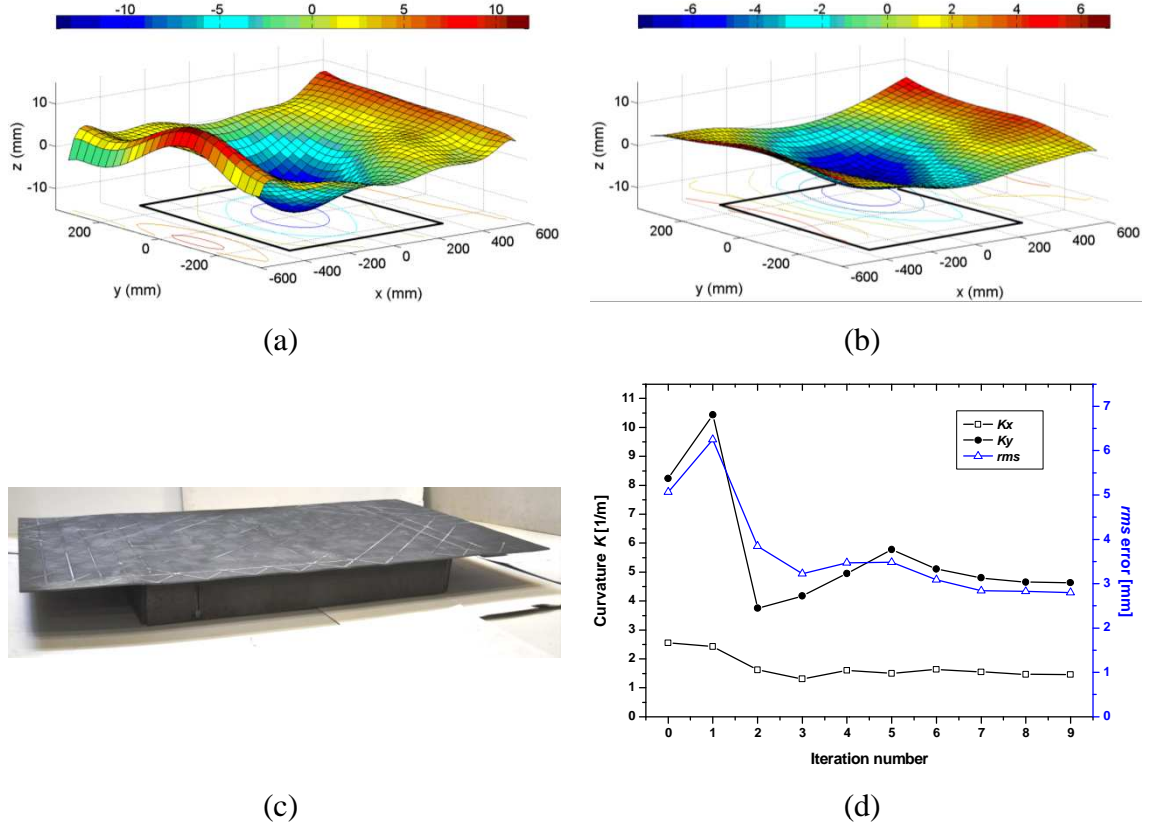 -10 -5 0 5 10
-6 -4 -2 0 2 4 6
10
0
-10
z (mm)
200
0
-200
y (mm)
-600 -400 -200 0 200 400 600
x (mm)
10
0
-10
z (mm)
200
0
-200
y (mm)
-600 -400 -200 0 200 400 600
x (mm)
(a)
(b)
11
10
9
8
7
6
5
4
3
2
1
0
Curvature K [1/m]
Kx
Ky
rms
7
6
5
4
3
2
1
0
rms error [mm]
0 1 2 3 4 5 6 7 8 9
Iteration number
(c)
(d)